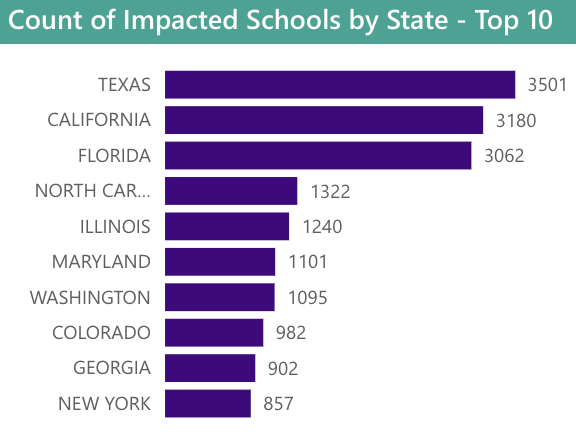 Count of Impacted Schools by State - Top 10
TEXAS 3501
CALIFORNIA 3180
FLORIDA 3062
NORTH CAR... 1322
ILLINOIS 1240
MARYLAND 1101
WASHINGTON 1095
COLORADO 982
GEORGIA 902
NEW YORK 857